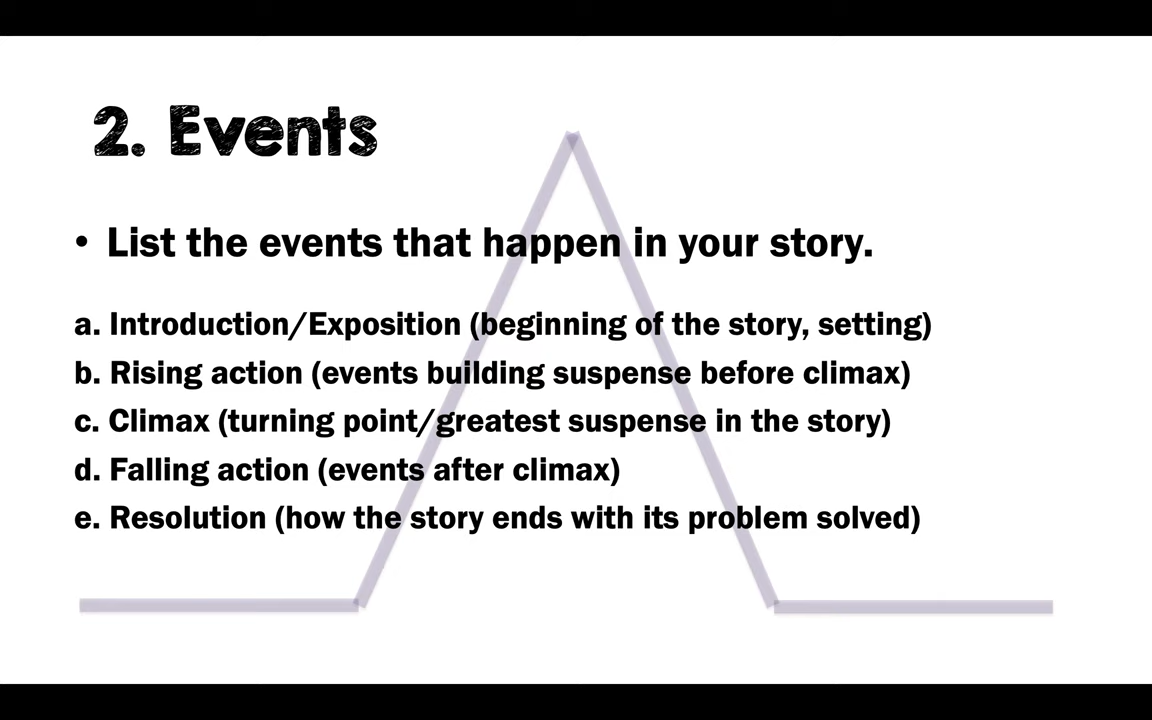 2. Events
• List the events that happen in your story.
a. Introduction/Exposition (beginning of the story, setting)
b. Rising action (events building suspense before climax)
c. Climax (turning point/greatest suspense in the story)
d. Falling action (events after climax)
e. Resolution (how the story ends with its problem solved)